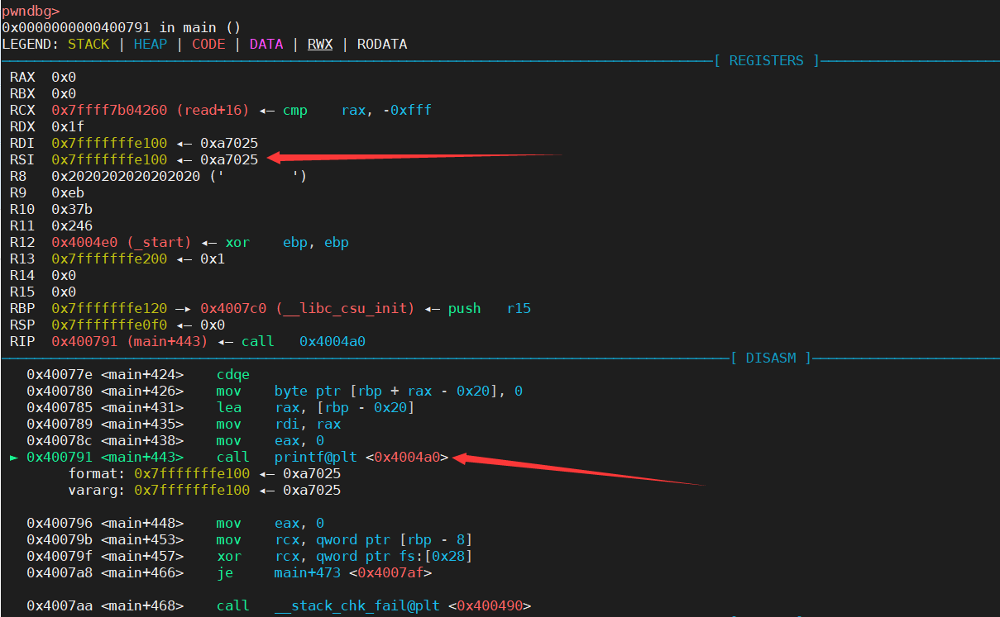 pwndbg>
0x0000000000400791 in main ()
LEGEND: STACK | HEAP | CODE | DATA | RWX | RODATA
[ REGISTERS ]
RAX  0x0
RBX  0x0
RCX  0x7ffff7b04260 (read+16) ◂— cmp    rax, -0xfff
RDX  0x1f
RDI  0x7fffffffe100 ◂— 0xa7025
RSI  0x7fffffffe100 ◂— 0xa7025
R8   0x2020202020202020 ('        ')
R9   0xeb
R10  0x37b
R11  0x246
R12  0x4004e0 (_start) ◂— xor    ebp, ebp
R13  0x7fffffffe200 ◂— 0x1
R14  0x0
R15  0x0
RBP  0x7fffffffe120 —▸ 0x4007c0 (__libc_csu_init) ◂— push   r15
RSP  0x7fffffffe0f0 ◂— 0x0
RIP  0x400791 (main+443) ◂— call   0x4004a0
[ DISASM ]
0x40077e <main+424>    cdqe
0x400780 <main+426>    mov    byte ptr [rbp + rax - 0x20], 0
0x400785 <main+431>    lea    rax, [rbp - 0x20]
0x400789 <main+435>    mov    rdi, rax
0x40078c <main+438>    mov    eax, 0
► 0x400791 <main+443>    call   printf@plt <0x4004a0>
format: 0x7fffffffe100 ◂— 0xa7025
vararg: 0x7fffffffe100 ◂— 0xa7025
0x400796 <main+448>    mov    eax, 0
0x40079b <main+453>    mov    rcx, qword ptr [rbp - 8]
0x40079f <main+457>    xor    rcx, qword ptr fs:[0x28]
0x4007a8 <main+466>    je     main+473 <0x4007af>
0x4007aa <main+468>    call   __stack_chk_fail@plt <0x400490>